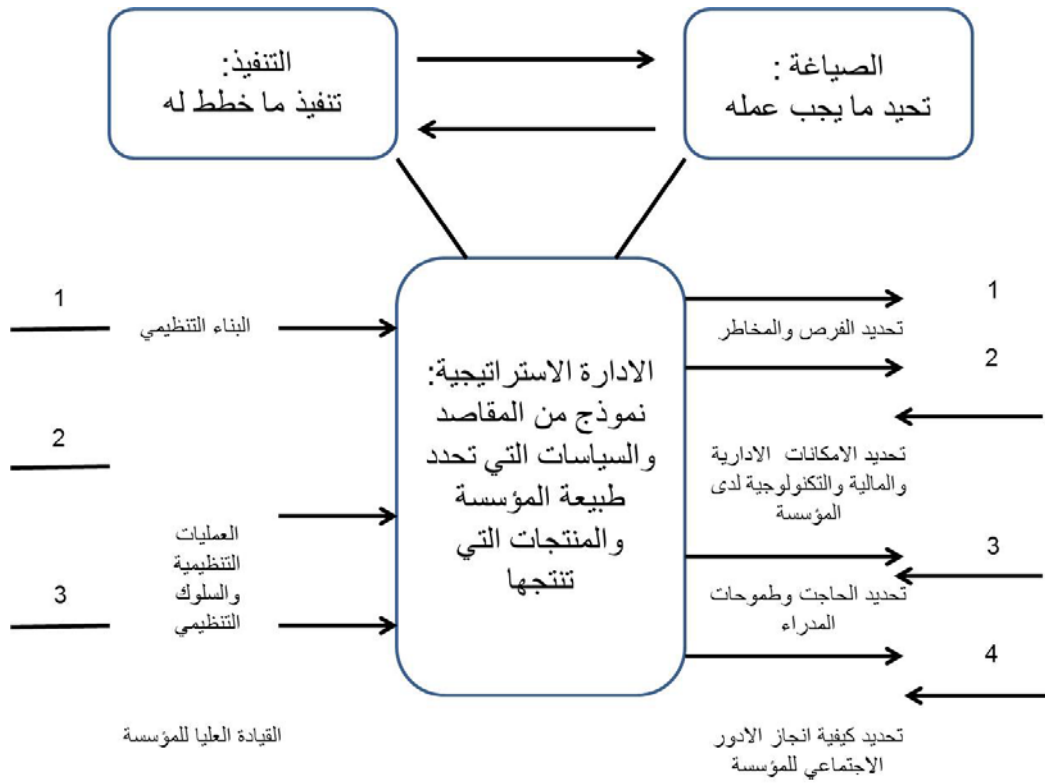 الصياغة :
تحيد ما يجب عمله
التنفيذ:
تنفيذ ما خطط له
الادارة الاستراتيجية:
نموذج من المقاصد
والسياسات التي تحدد
طبيعة المؤسسة
والمنتجات التي
تنتجها
1
تحديد الفرص والمخاطر
2
تحديد الامكانات الادارية
والمالية والتكنولوجية لدى
المؤسسة
3
تحديد الحاجت وطموحات
المدراء
4
تحديد كيفية انجاز الادور
الاجتماعي للمؤسسة
1
البناء التنظيمي
2
العمليات
التنظيمية
والسلوك
التنظيمي
3
القيادة العليا للمؤسسة